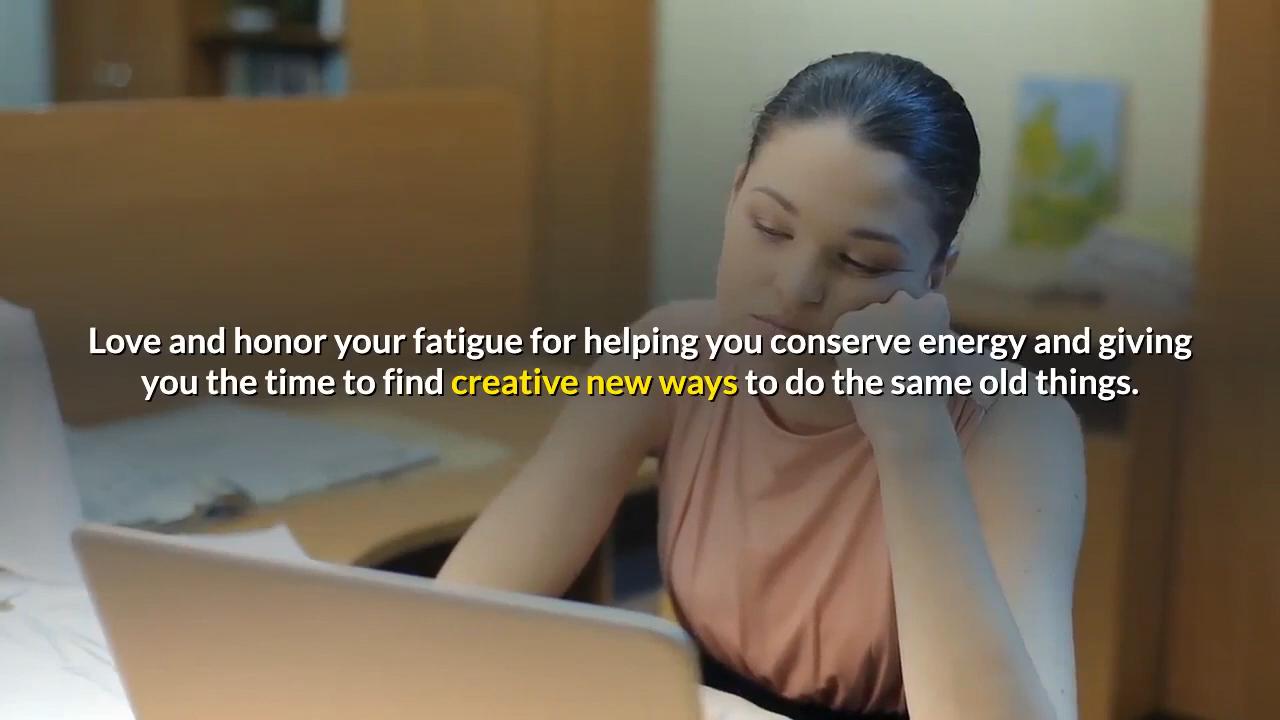 Love and honor your fatigue for helping you conserve energy and giving
you the time to find creative new ways to do the same old things.